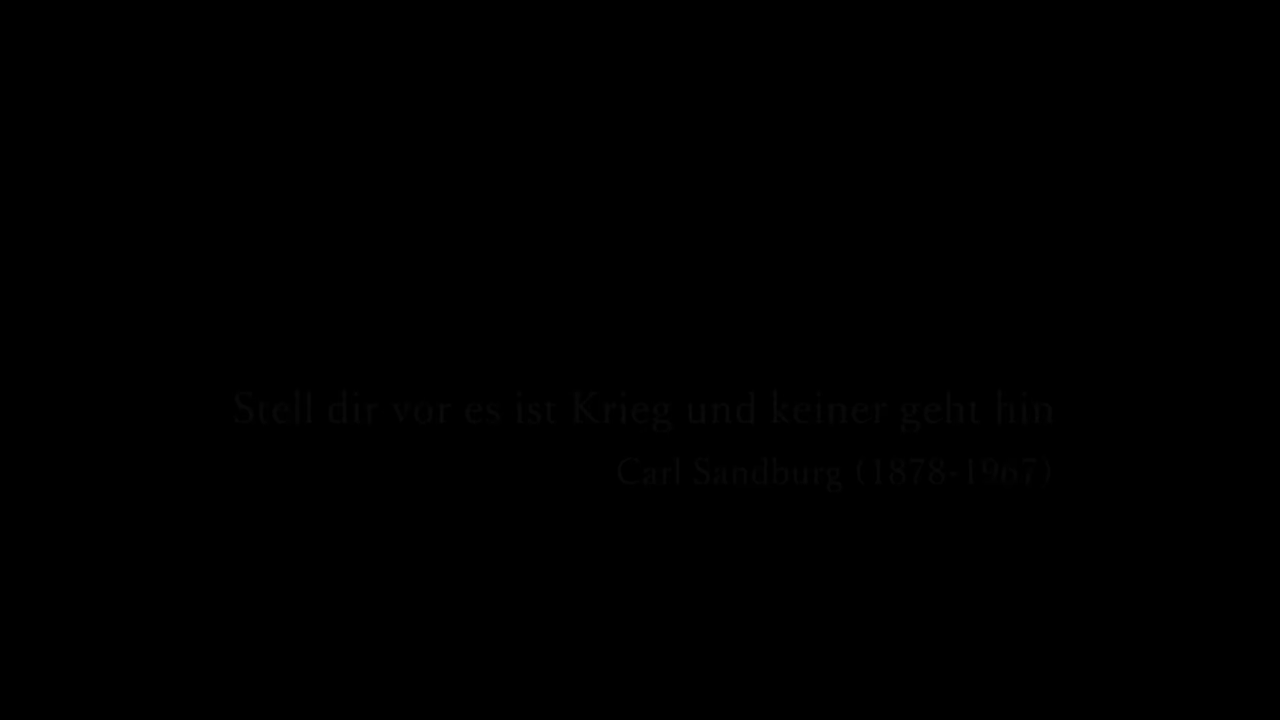 Stell dir vor es ist Krieg und keiner geht hin
Carl Sandburg (1878-1967)